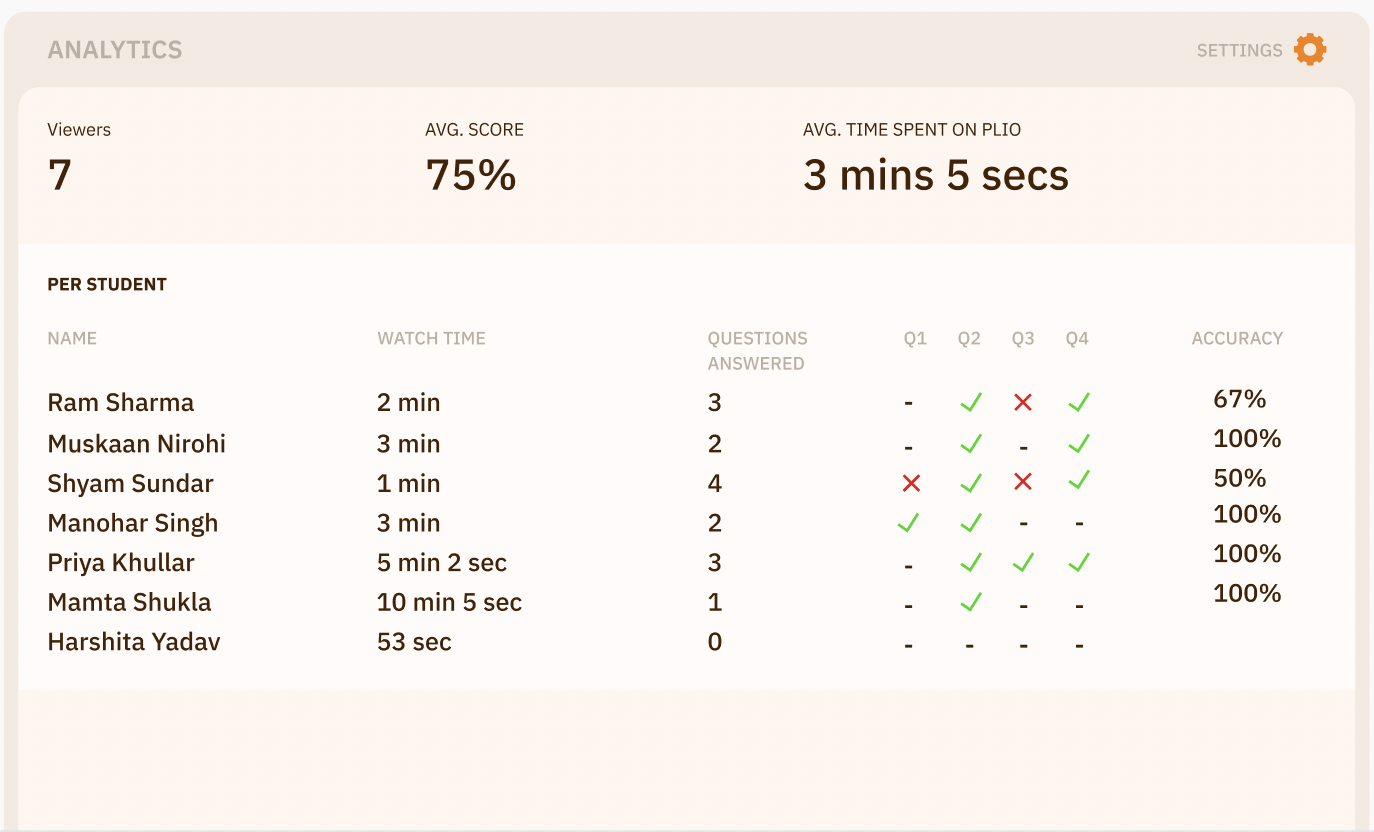 ANALYTICS SETTINGS
Viewers AVG. SCORE AVG. TIME SPENT ON PLIO
7 75% 3 mins 5 secs
PER STUDENT
NAME WATCH TIME QUESTIONS ANSWERED Q1 Q2 Q3 Q4 ACCURACY
Ram Sharma 2 min 3 - ✓ ✕ ✓ 67%
Muskaan Nirohi 3 min 2 - ✓ - ✓ 100%
Shyam Sundar 1 min 4 ✕ ✓ ✕ ✓ 50%
Manohar Singh 3 min 2 ✓ ✓ - - 100%
Priya Khullar 5 min 2 sec 3 - ✓ ✓ ✓ 100%
Mamta Shukla 10 min 5 sec 1 - ✓ - - 100%
Harshita Yadav 53 sec 0 - - - -